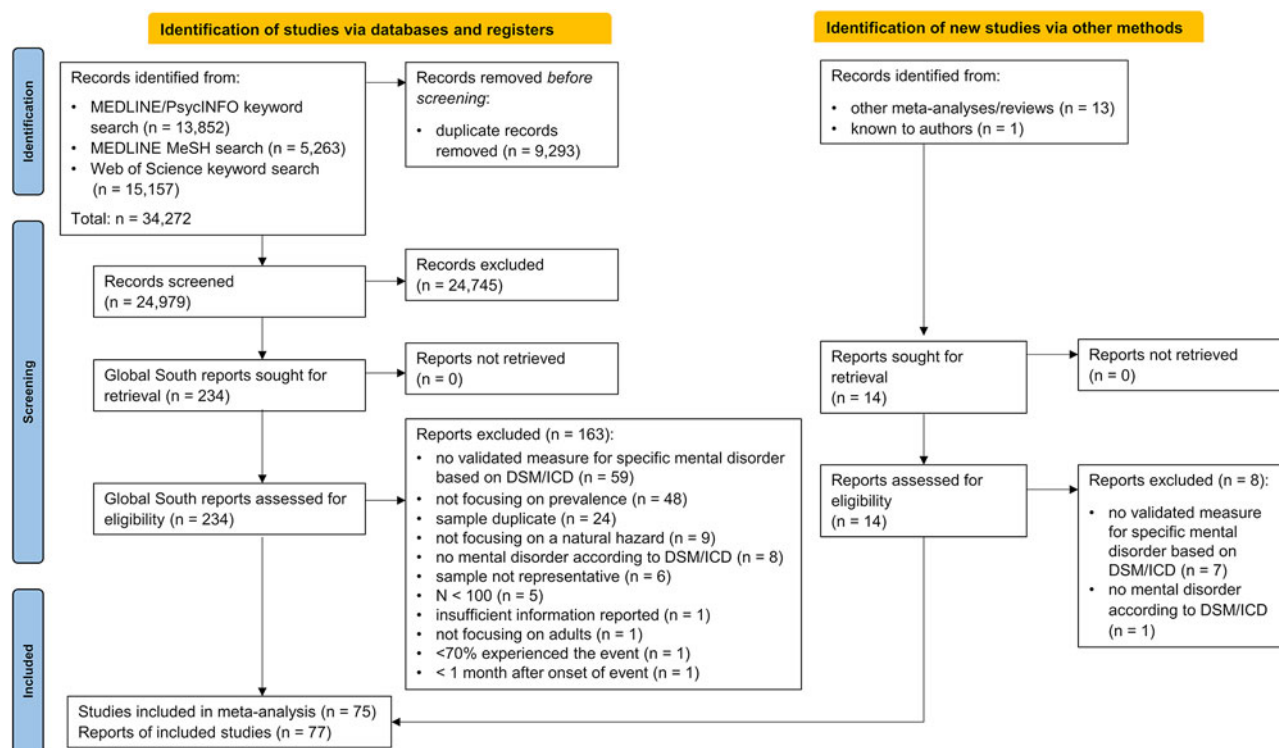 Identification of studies via databases and registers
Identification of new studies via other methods
Identification
Records identified from:
• MEDLINE/PsycINFO keyword
search (n = 13,852)
• MEDLINE MeSH search (n = 5,263)
• Web of Science keyword search
(n = 15,157)
Total: n = 34,272
Records removed before
screening:
• duplicate records
removed (n = 9,293)
Records identified from:
• other meta-analyses/reviews (n = 13)
• known to authors (n = 1)
Screening
Records screened
(n = 24,979)
Records excluded
(n = 24,745)
Global South reports sought for
retrieval (n = 234)
Reports not retrieved
(n = 0)
Reports sought for
retrieval
(n = 14)
Reports not retrieved
(n = 0)
Global South reports assessed for
eligibility (n = 234)
Reports excluded (n = 163):
• no validated measure for specific mental disorder
based on DSM/ICD (n = 59)
• not focusing on prevalence (n = 48)
• sample duplicate (n = 24)
• not focusing on a natural hazard (n = 9)
• no mental disorder according to DSM/ICD (n = 8)
• sample not representative (n = 6)
• N < 100 (n = 5)
• insufficient information reported (n = 1)
• not focusing on adults (n = 1)
• <70% experienced the event (n = 1)
• < 1 month after onset of event (n = 1)
Reports assessed for
eligibility
(n = 14)
Reports excluded (n = 8):
• no validated measure
for specific mental
disorder based on
DSM/ICD (n = 7)
• no mental disorder
according to DSM/ICD
(n = 1)
Included
Studies included in meta-analysis (n = 75)
Reports of included studies (n = 77)